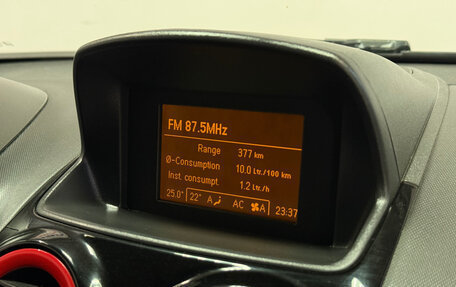 FM 87.5MHz
Range 377 km
Ø-Consumption 10.0 Ltr./100 km
Inst. consumpt. 1.2 Ltr./h
25.0° 22° A AC A 23:37